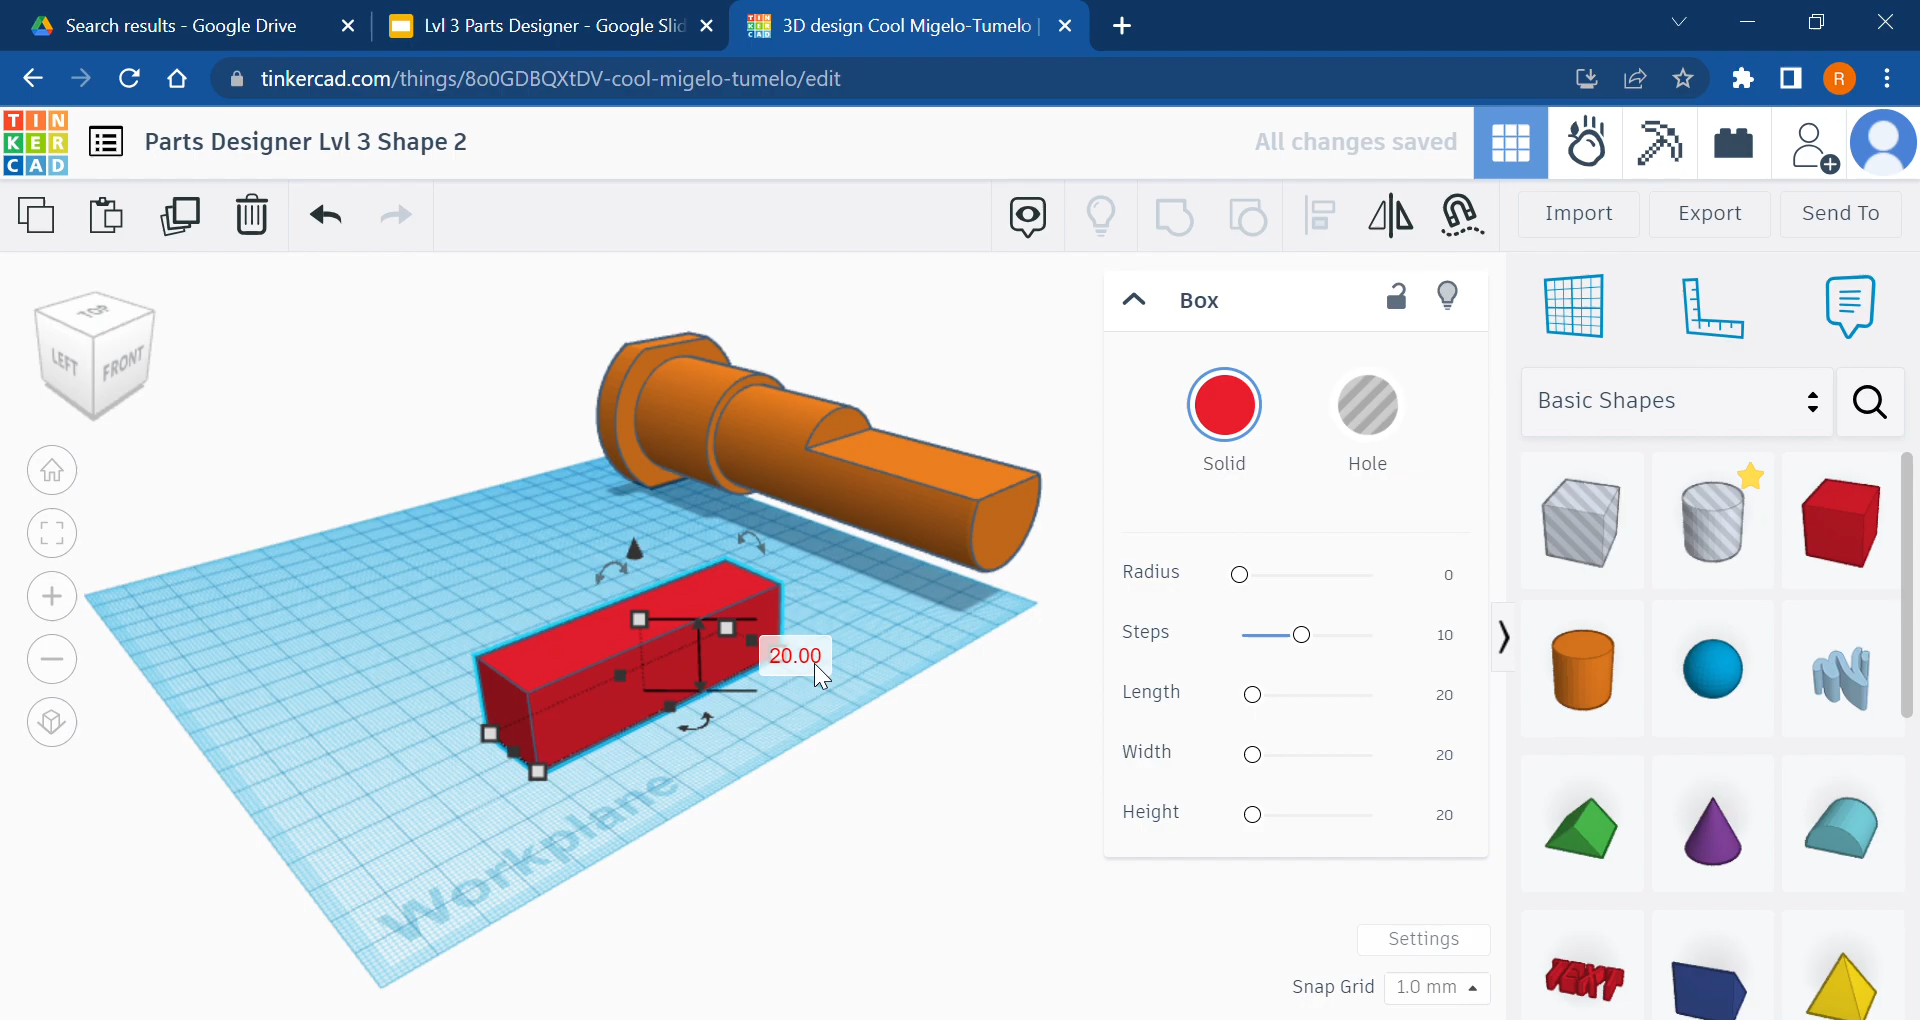 Search results - Google Drive
Lvl 3 Parts Designer - Google Slid
3D design Cool Migelo-Tumelo |
tinkercad.com/things/8o0GDBQXtDV-cool-migelo-tumelo/edit
R
TIN
KER
CAD
Parts Designer Lvl 3 Shape 2
All changes saved
Import
Export
Send To
TOP
LEFT
FRONT
Box
Solid
Hole
Radius 0
Steps 10
Length 20
Width 20
Height 20
20.00
Workplane
Basic Shapes
TEXT
Settings
Snap Grid 1.0 mm